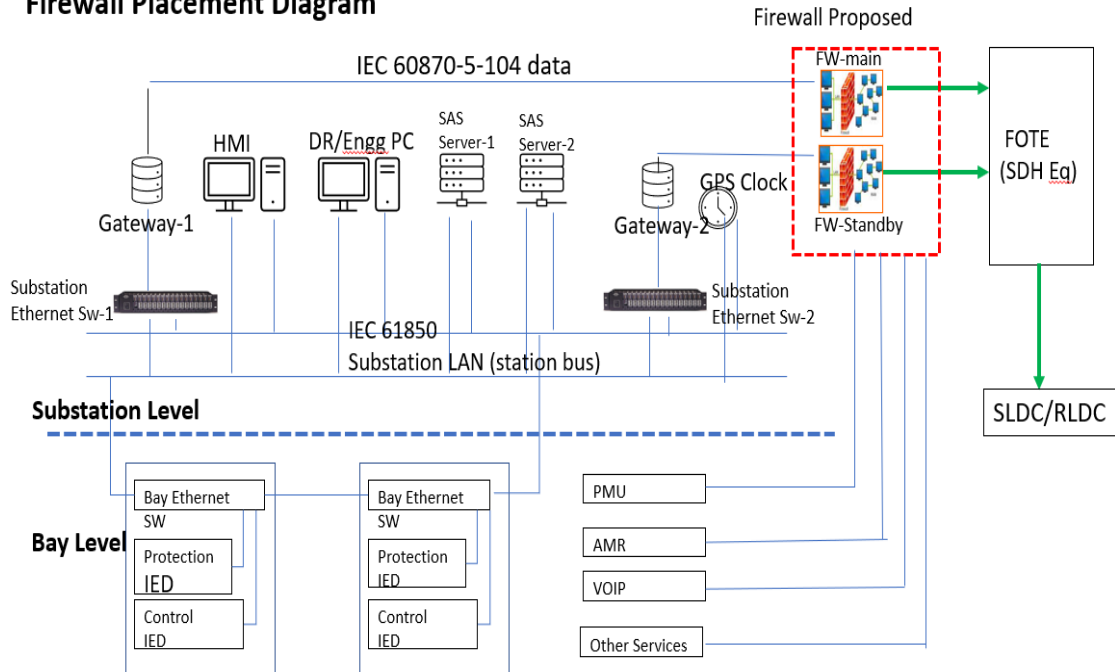 Firewall Placement Diagram
Firewall Proposed
IEC 60870-5-104 data
FW-main
FOTE
(SDH Eq)
HMI
DR/Engg PC
SAS
Server-1
SAS
Server-2
GPS Clock
Gateway-1
Gateway-2
FW-Standby
Substation
Ethernet Sw-1
Substation
Ethernet Sw-2
IEC 61850
Substation LAN (station bus)
Substation Level
SLDC/RLDC
Bay Level
Bay Ethernet
SW
Protection
IED
Control
IED
Bay Ethernet
SW
Protection
IED
Control
IED
PMU
AMR
VOIP
Other Services